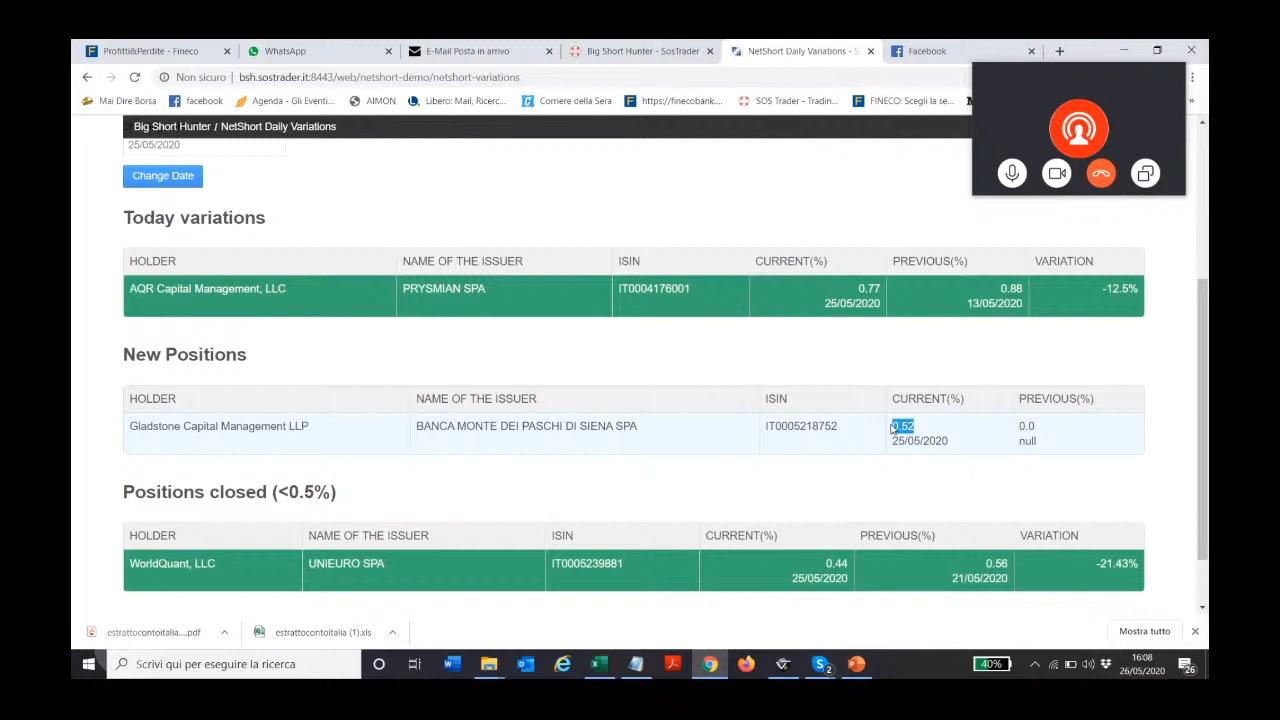 Profitti&Perdite - Fineco
WhatsApp
E-Mail Posta in arrivo
Big Short Hunter - SosTrader
NetShort Daily Variations - S
Facebook
Non sicuro | bsh.sostrader.it:8443/web/netshort-demo/netshort-variations
Mai Dire Borsa
facebook
Agenda - Gli Eventi...
AIMON
Libero: Mail, Ricerc...
Corriere della Sera
https://finecobank....
SOS Trader - Tradin...
FINECO: Scegli la se...
Big Short Hunter / NetShort Daily Variations
25/05/2020
Change Date
Today variations
HOLDER NAME OF THE ISSUER ISIN CURRENT(%) PREVIOUS(%) VARIATION
AQR Capital Management, LLC PRYSMIAN SPA IT0004176001 0.77 0.88 -12.5%
25/05/2020 13/05/2020
New Positions
HOLDER NAME OF THE ISSUER ISIN CURRENT(%) PREVIOUS(%)
Gladstone Capital Management LLP BANCA MONTE DEI PASCHI DI SIENA SPA IT0005218752 0.52 0.0
25/05/2020 null
Positions closed (<0.5%)
HOLDER NAME OF THE ISSUER ISIN CURRENT(%) PREVIOUS(%) VARIATION
WorldQuant, LLC UNIEURO SPA IT0005239881 0.44 0.56 -21.43%
25/05/2020 21/05/2020
estrattocontoitalia....pdf
estrattocontoitalia (1).xls
Mostra tutto
Scrivi qui per eseguire la ricerca
2
40%
16:08
26/05/2020
26